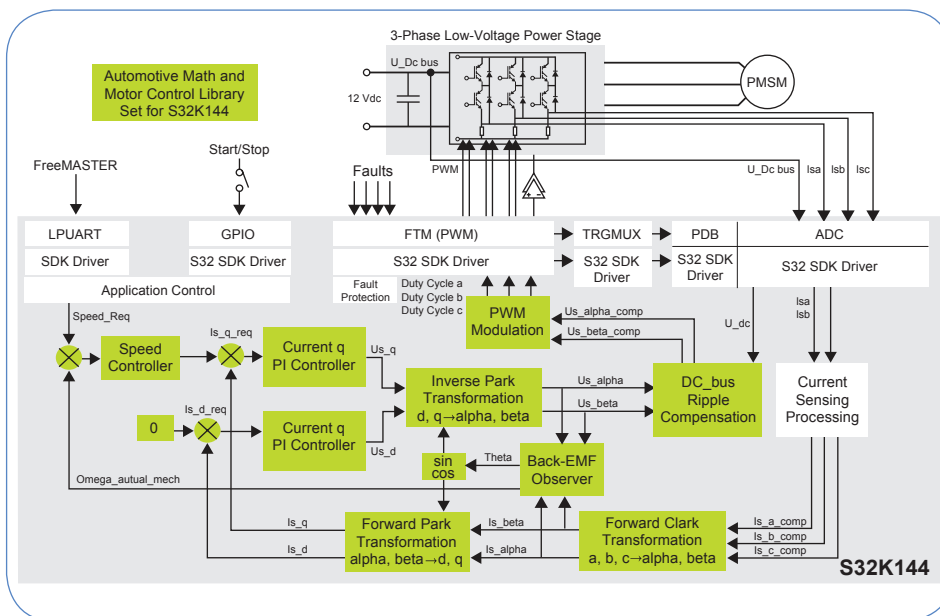 3-Phase Low-Voltage Power Stage
U_Dc bus
12 Vdc
PMSM
Automotive Math and
Motor Control Library
Set for S32K144
Start/Stop
FreeMASTER
Faults
PWM
+ -
U_Dc bus
Isa
Isb
Isc
LPUART
GPIO
FTM (PWM)
TRGMUX
PDB
ADC
SDK Driver
S32 SDK Driver
S32 SDK Driver
S32 SDK
Driver
S32 SDK
Driver
S32 SDK Driver
Application Control
Fault
Protection
Duty Cycle a
Duty Cycle b
Duty Cycle c
Speed_Req
PWM
Modulation
Us_alpha_comp
Us_beta_comp
U_dc
Isa
Isb
Speed
Controller
Is_q_req
Current q
PI Controller
Us_q
Inverse Park
Transformation
d, q→alpha, beta
Us_alpha
Us_beta
DC_bus
Ripple
Compensation
Current
Sensing
Processing
0
Is_d_req
Current q
PI Controller
Us_d
sin
cos
Theta
Back-EMF
Observer
Omega_autual_mech
Is_q
Is_d
Forward Park
Transformation
alpha, beta→d, q
Is_beta
Is_alpha
Forward Clark
Transformation
a, b, c→alpha, beta
Is_a_comp
Is_b_comp
Is_c_comp
S32K144